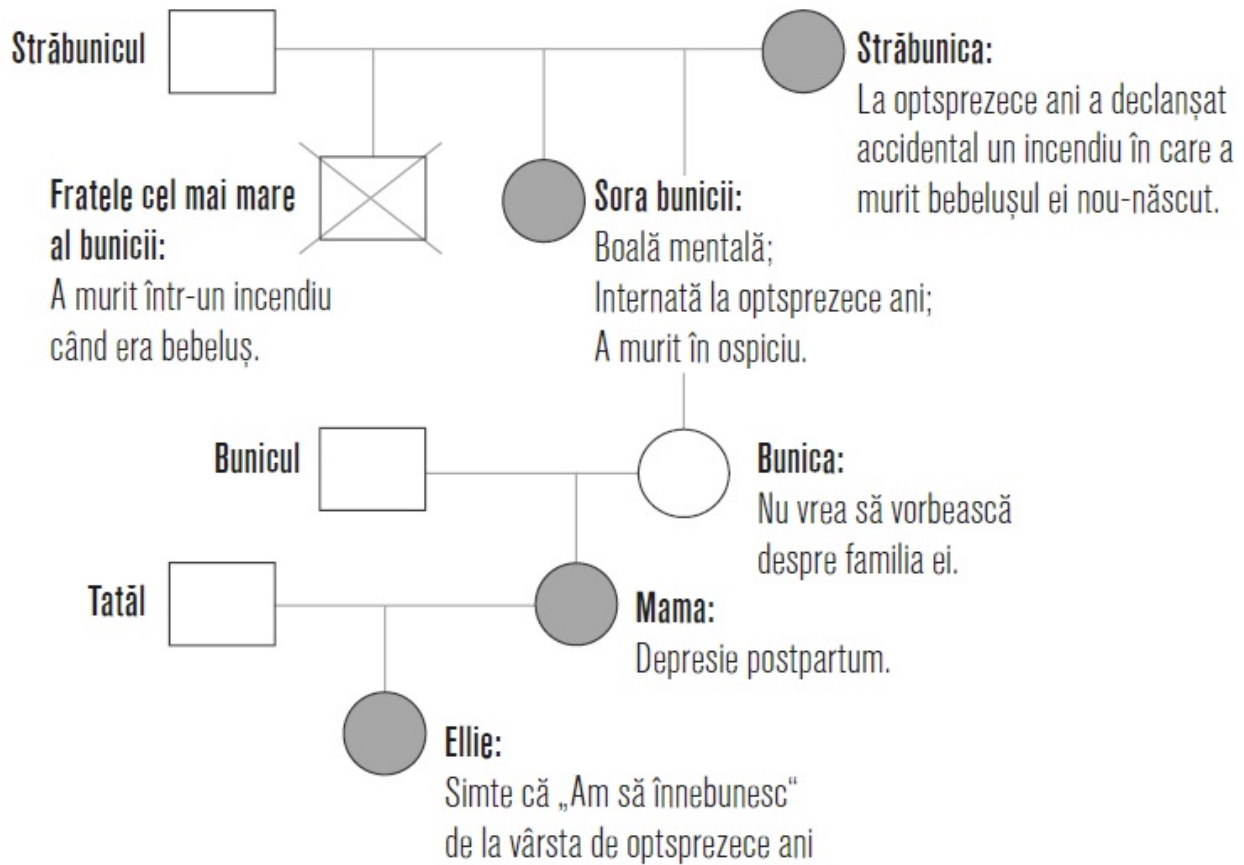 Străbunicul
Străbunica:
La optsprezece ani a declanșat
accidental un incendiu în care a
murit bebelușul ei nou-născut.
Fratele cel mai mare
al bunicii:
A murit într-un incendiu
când era bebeluș.
Sora bunicii:
Boală mentală;
Internată la optsprezece ani;
A murit în ospiciu.
Bunicul
Bunica:
Nu vrea să vorbească
despre familia ei.
Tatăl
Mama:
Depresie postpartum.
Ellie:
Simte că „Am să înnebunesc“
de la vârsta de optsprezece ani